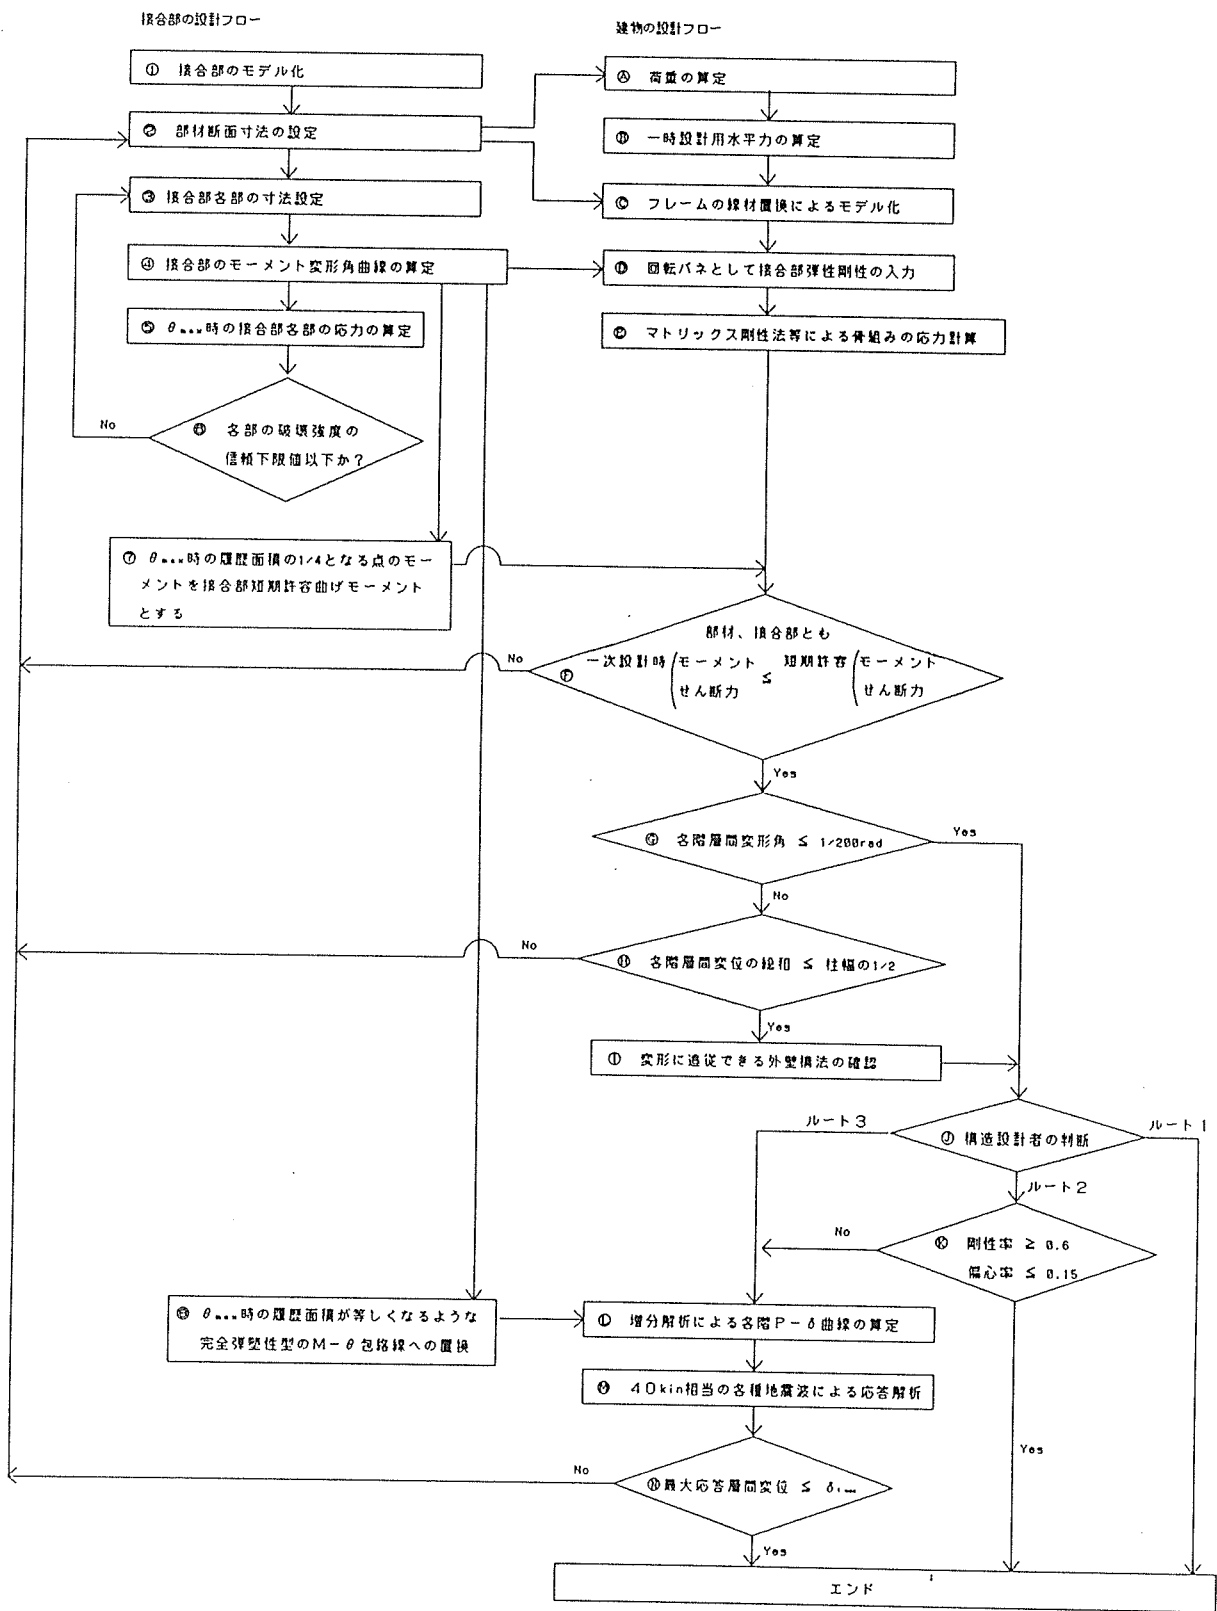 接合部の設計フロー
① 接合部のモデル化
② 部材断面寸法の設定
③ 接合部各部の寸法設定
④ 接合部のモーメント変形角曲線の算定
⑤ θmax時の接合部各部の応力の算定
⑥ 各部の破壊強度の
信頼下限値以下か?
No
⑦ θmax時の履歴面積の1/4となる点のモー
メントを接合部短期許容曲げモーメント
とする
⑧ θmax時の履歴面積が等しくなるような
完全弾塑性型のM-θ包絡線への置換
建物の設計フロー
Ⓐ 荷重の算定
Ⓑ 一時設計用水平力の算定
Ⓒ フレームの線材置換によるモデル化
Ⓓ 回転バネとして接合部弾性剛性の入力
Ⓔ マトリックス剛性法等による骨組みの応力計算
部材、接合部とも
Ⓕ 一次設計時(モーメント せん断力 ≤ 短期許容(モーメント せん断力
No
Yes
Ⓖ 各階層間変形角 ≤ 1/200rad
Yes
No
Ⓗ 各階層間変位の総和 ≤ 柱幅の1/2
No
Yes
Ⓘ 変形に追従できる外壁構法の確認
Ⓙ 構造設計者の判断
ルート3
ルート1
ルート2
Ⓚ 剛性率 ≥ 0.6
偏心率 ≤ 0.15
No
Yes
Ⓛ 増分解析による各階P-δ曲線の算定
Ⓜ 40kin相当の各種地震波による応答解析
Ⓝ最大応答層間変位 ≤
No
Yes
エンド